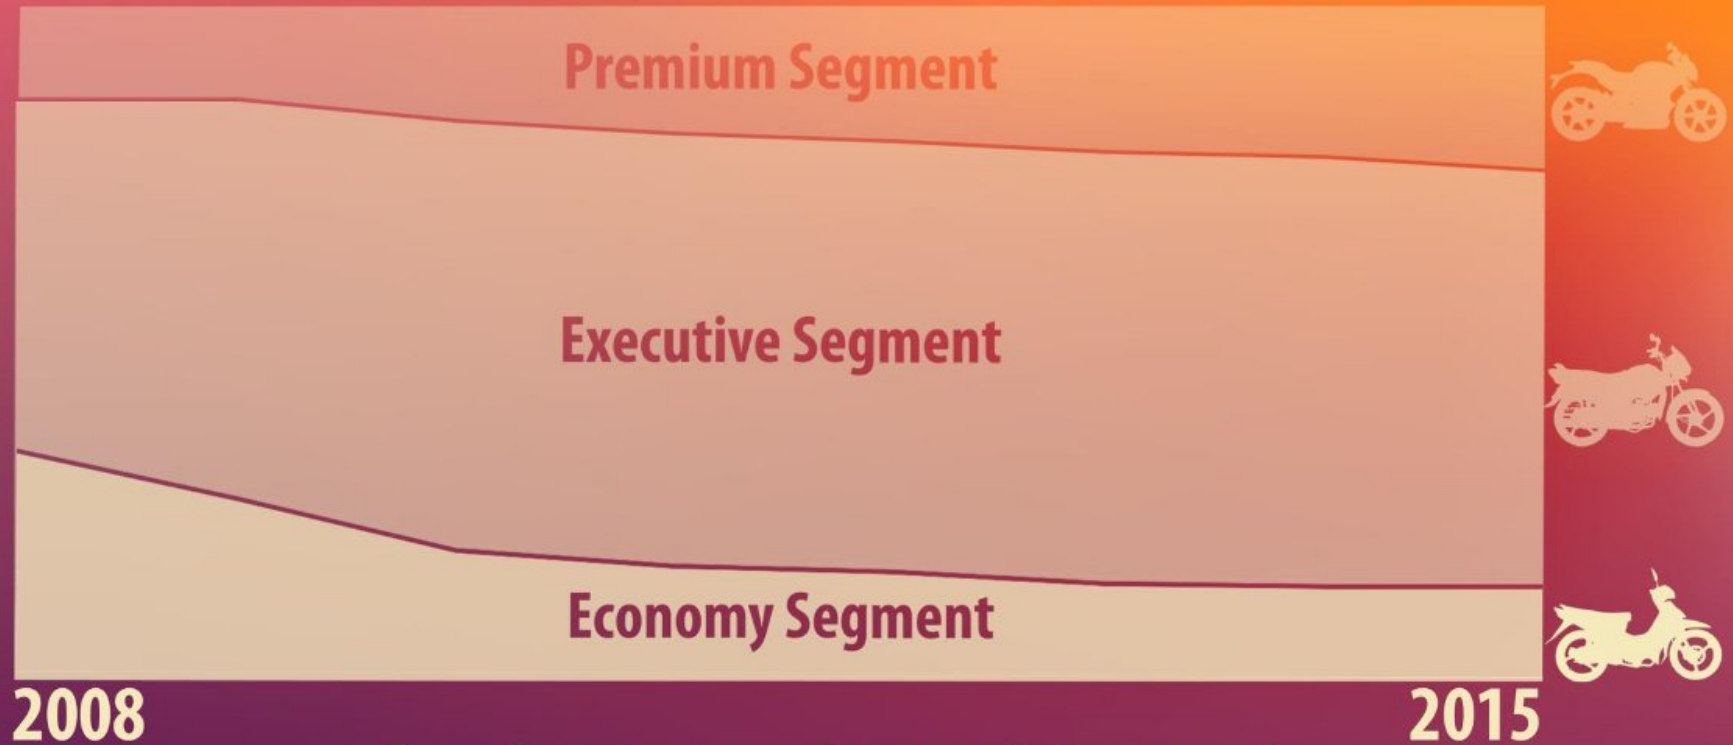 Premium Segment
Executive Segment
Economy Segment
2008
2015